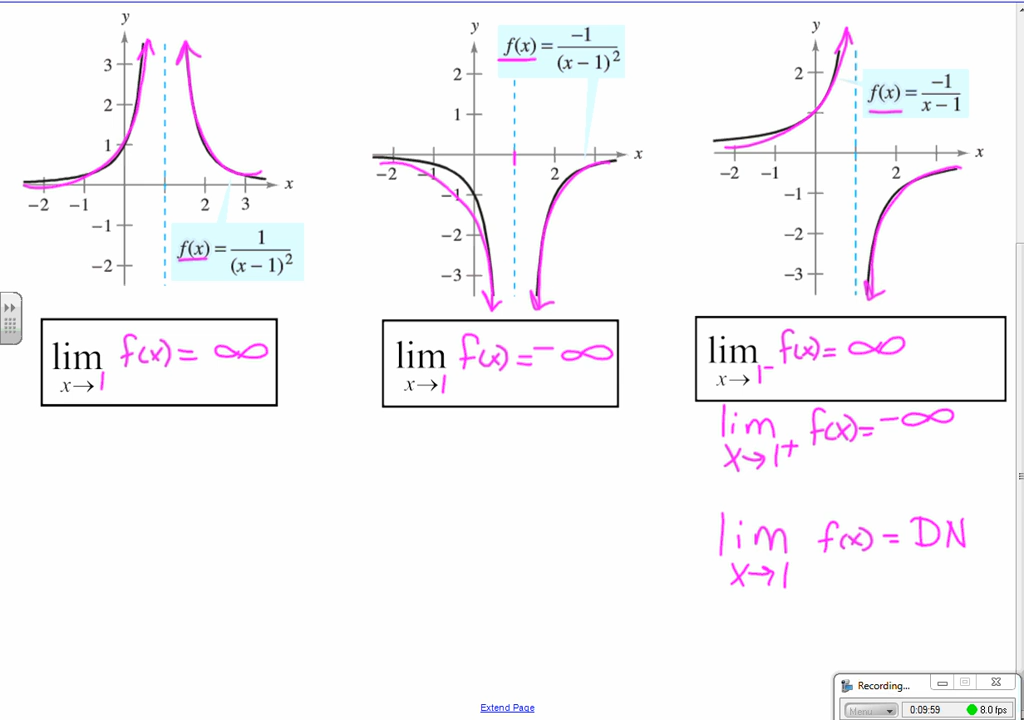 y
3
2
1
-2 -1 2 3 x
-1
-2
f(x) = 1/(x − 1)²
lim f(x) = ∞
x→1
y
f(x) = −1/(x − 1)²
2
1
-2 -1 2 x
-1
-2
-3
lim f(x) = −∞
x→1
y
2
f(x) = −1/(x − 1)
-2 -1 2 x
-1
-2
-3
lim f(x) = ∞
x→1⁻
lim f(x) = −∞
x→1⁺
lim f(x) = DN
x→1
Extend Page
Recording...
Menu 0:09:59 8.0 fps